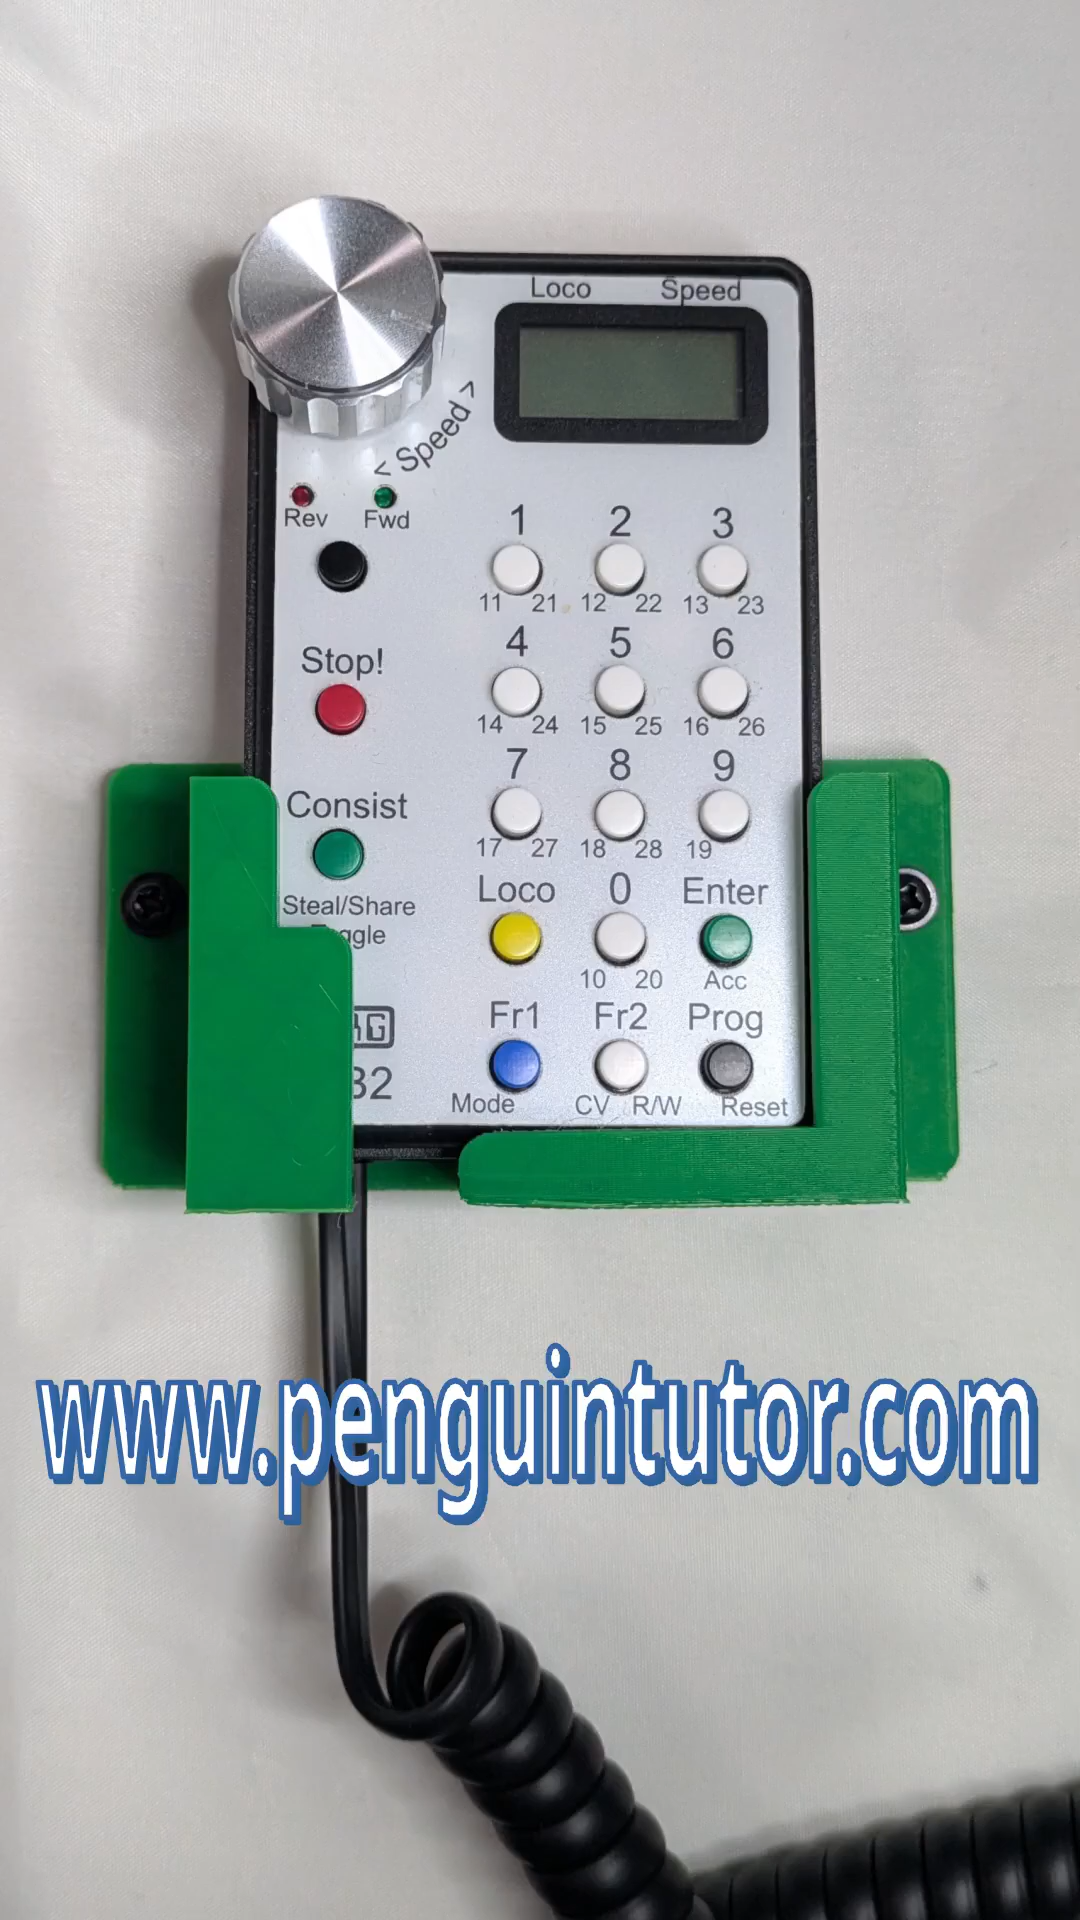 Loco Speed
< Speed >
Rev Fwd
1 2 3
11 21 12 22 13 23
Stop!
4 5 6
14 24 15 25 16 26
7 8 9
17 27 18 28 19
Consist
Steal/Share
Loco 0 Enter
10 20 Acc
Fr1 Fr2 Prog
Mode CV R/W Reset
www.penguintutor.com